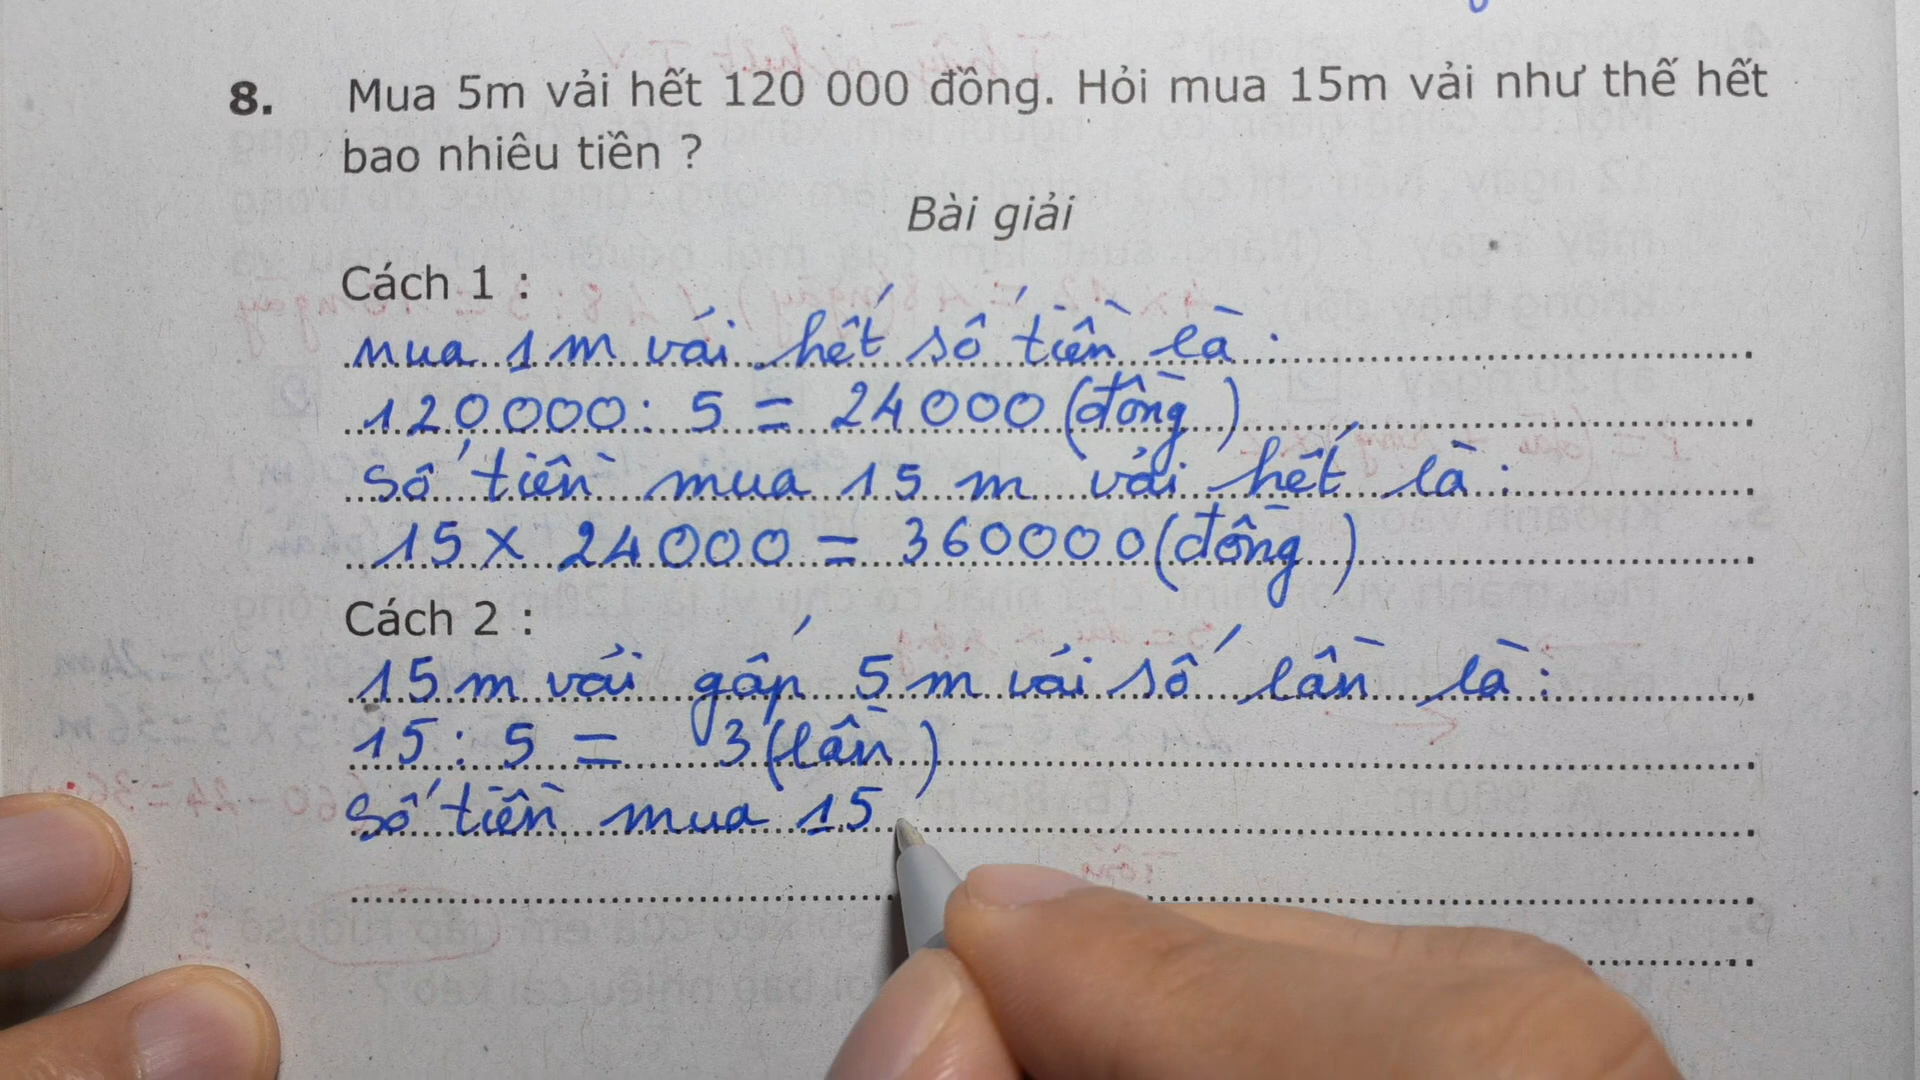 8. Mua 5m vải hết 120 000 đồng. Hỏi mua 15m vải như thế hết
bao nhiêu tiền ?
Bài giải
Cách 1 :
Mua 1m vải hết số tiền là :
120000 : 5 = 24000 (đồng)
Số tiền mua 15 m vải hết là :
15 x 24000 = 360000 (đồng)
Cách 2 :
15 m vải gấp 5 m vải số lần là :
15 : 5 = 3 (lần)
Số tiền mua 15